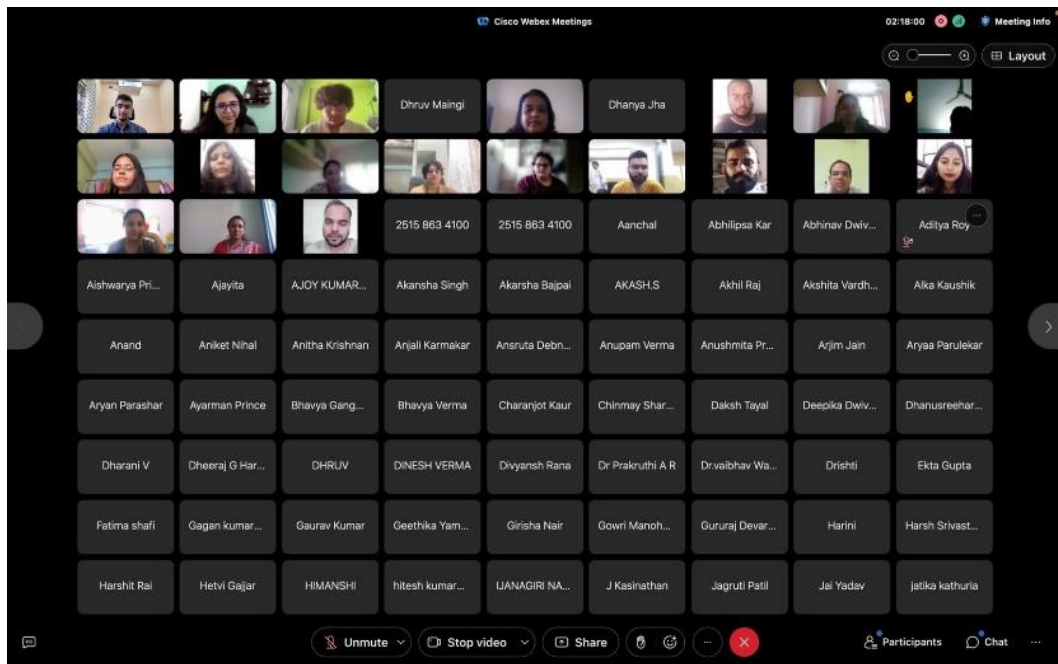 Cisco Webex Meetings
02:18:00
Meeting Info
Layout
Dhruv Maingi
Dhanya Jha
2515 863 4100
2515 863 4100
Aanchal
Abhilipsa Kar
Abhinav Dwiv...
Aditya Roy
Aishwarya Pri...
Ajayita
AJOY KUMAR...
Akansha Singh
Akarsha Bajpai
AKASH.S
Akhil Raj
Akshita Vardh...
Alka Kaushik
Anand
Aniket Nihal
Anitha Krishnan
Anjali Karmakar
Ansruta Debn...
Anupam Verma
Anushmita Pr...
Arjim Jain
Aryaa Parulekar
Aryan Parashar
Ayarman Prince
Bhavya Gang...
Bhavya Verma
Charanjot Kaur
Chinmay Shar...
Daksh Tayal
Deepika Dwiv...
Dhanusreehar...
Dharani V
Dheeraj G Har...
DHRUV
DINESH VERMA
Divyansh Rana
Dr Prakruthi A R
Dr.vaibhav Wa...
Drishti
Ekta Gupta
Fatima shafi
Gagan kumar...
Gaurav Kumar
Geethika Yam...
Girisha Nair
Gowri Manoh...
Gururaj Devar...
Harini
Harsh Srivast...
Harshit Rai
Hetvi Gajjar
HIMANSHI
hitesh kumar...
IJANAGIRI NA...
J Kasinathan
Jagruti Patil
Jai Yadav
jatika kathuria
Unmute
Stop video
Share
Participants
Chat